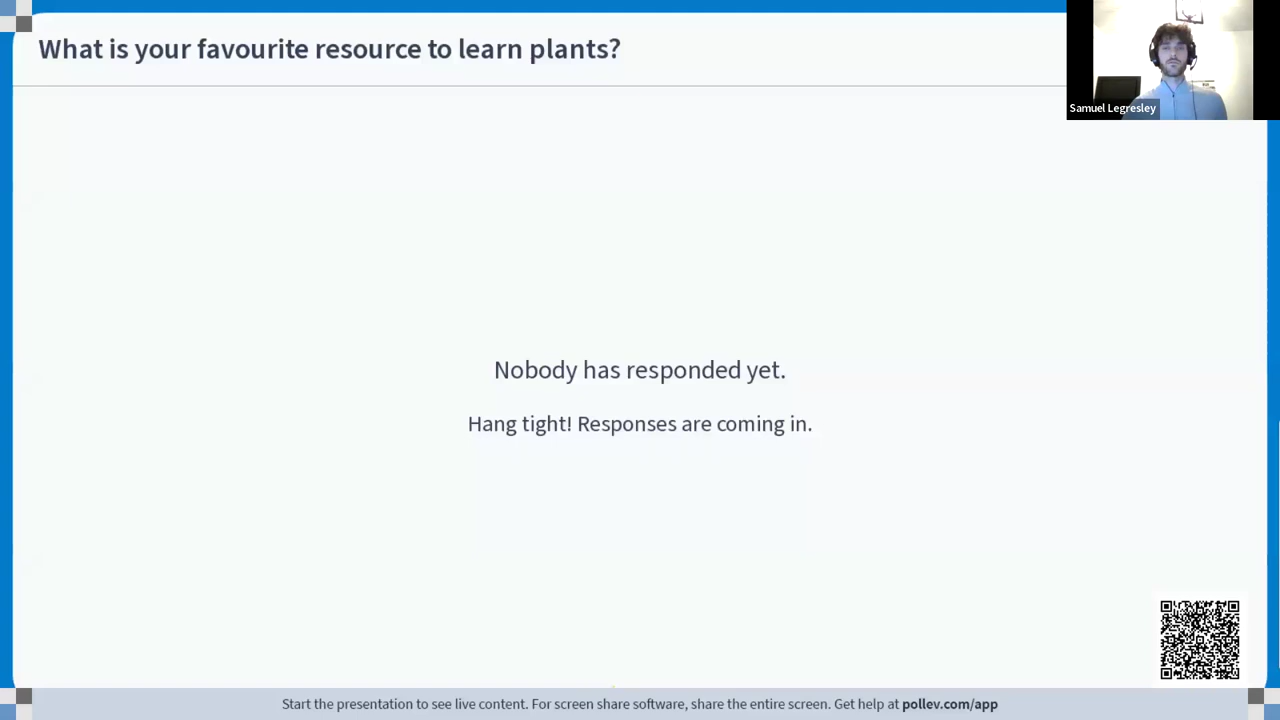 What is your favourite resource to learn plants?
Samuel Legresley
Nobody has responded yet.
Hang tight! Responses are coming in.
Start the presentation to see live content. For screen share software, share the entire screen. Get help at pollev.com/app